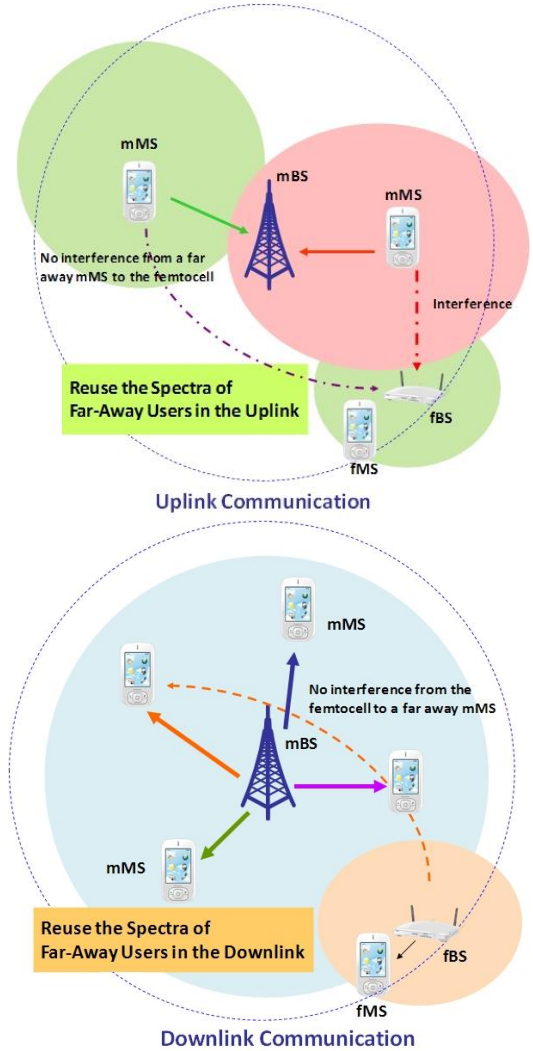 mMS
mBS
mMS
No interference from a far
away mMS to the femtocell
Interference
Reuse the Spectra of
Far-Away Users in the Uplink
fBS
fMS
Uplink Communication
mMS
No interference from the
femtocell to a far away mMS
mBS
mMS
Reuse the Spectra of
Far-Away Users in the Downlink
fBS
fMS
Downlink Communication